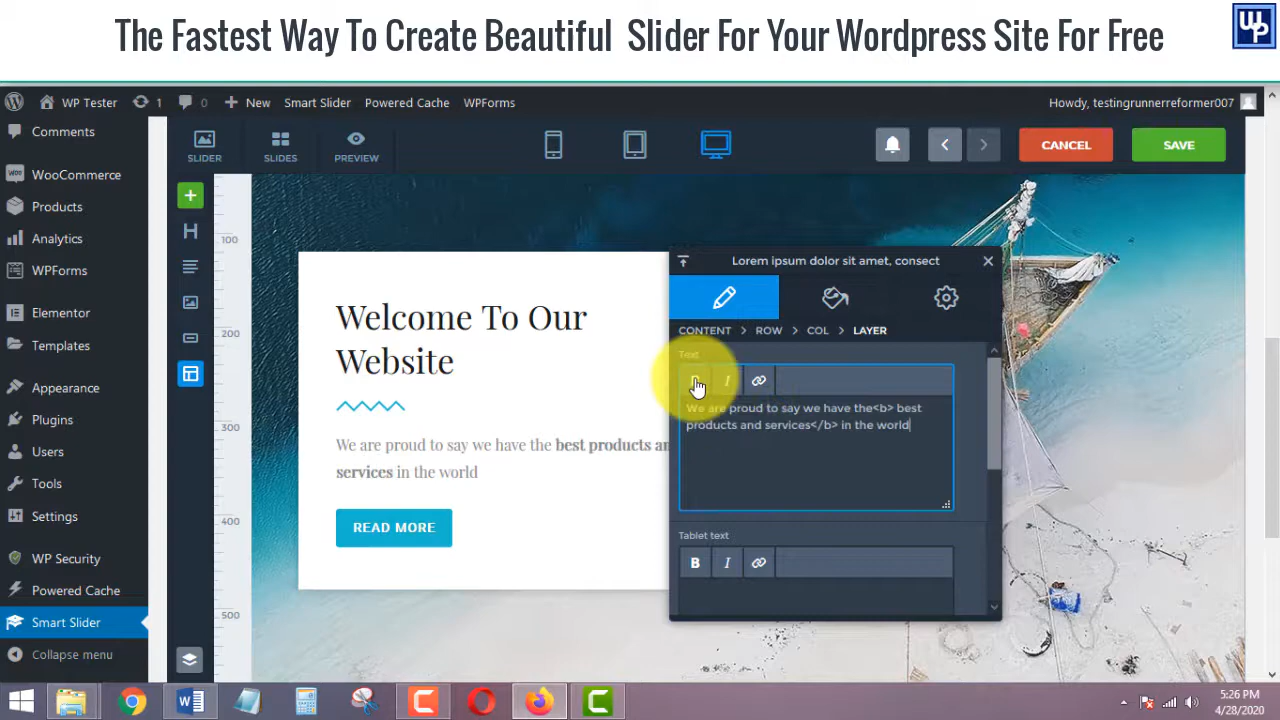 The Fastest Way To Create Beautiful Slider For Your Wordpress Site For Free
WP
WP Tester 1 0 New Smart Slider Powered Cache WPForms Howdy, testingrunnerreformer007
Comments
WooCommerce
Products
Analytics
WPForms
Elementor
Templates
Appearance
Plugins
Users
Tools
Settings
WP Security
Powered Cache
Smart Slider
Collapse menu
SLIDER SLIDES PREVIEW CANCEL SAVE
H
100
200
300
400
500
Welcome To Our
Website
We are proud to say we have the best products an
services in the world
READ MORE
Lorem ipsum dolor sit amet, consect
CONTENT > ROW > COL > LAYER
Text
B I
We are proud to say we have the<b> best
products and services</b> in the world
Tablet text
B I
5:26 PM
4/28/2020